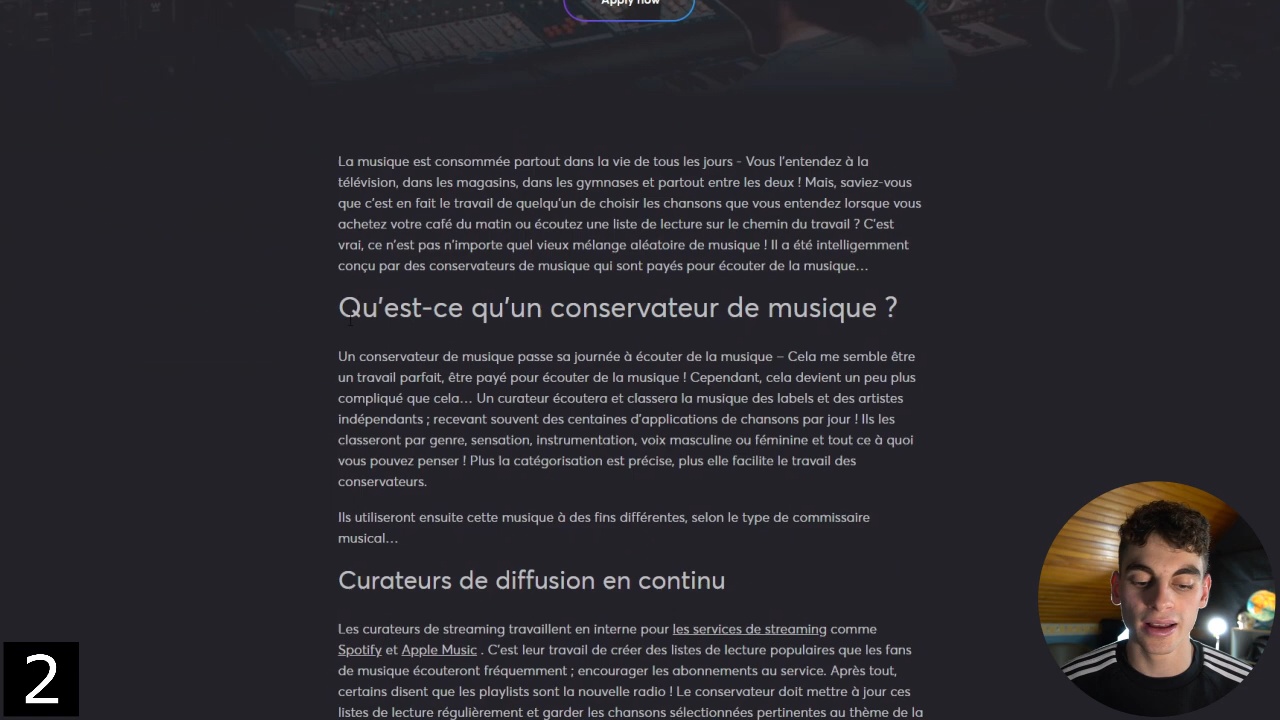 Apply now
La musique est consommée partout dans la vie de tous les jours - Vous l'entendez à la
télévision, dans les magasins, dans les gymnases et partout entre les deux ! Mais, saviez-vous
que c'est en fait le travail de quelqu'un de choisir les chansons que vous entendez lorsque vous
achetez votre café du matin ou écoutez une liste de lecture sur le chemin du travail ? C'est
vrai, ce n'est pas n'importe quel vieux mélange aléatoire de musique ! Il a été intelligemment
conçu par des conservateurs de musique qui sont payés pour écouter de la musique…
Qu'est-ce qu'un conservateur de musique ?
Un conservateur de musique passe sa journée à écouter de la musique – Cela me semble être
un travail parfait, être payé pour écouter de la musique ! Cependant, cela devient un peu plus
compliqué que cela… Un curateur écoutera et classera la musique des labels et des artistes
indépendants ; recevant souvent des centaines d'applications de chansons par jour ! Ils les
classeront par genre, sensation, instrumentation, voix masculine ou féminine et tout ce à quoi
vous pouvez penser ! Plus la catégorisation est précise, plus elle facilite le travail des
conservateurs.
Ils utiliseront ensuite cette musique à des fins différentes, selon le type de commissaire
musical…
Curateurs de diffusion en continu
Les curateurs de streaming travaillent en interne pour les services de streaming comme
Spotify et Apple Music . C'est leur travail de créer des listes de lecture populaires que les fans
de musique écouteront fréquemment ; encourager les abonnements au service. Après tout,
certains disent que les playlists sont la nouvelle radio ! Le conservateur doit mettre à jour ces
listes de lecture régulièrement et garder les chansons sélectionnées pertinentes au thème de la
2